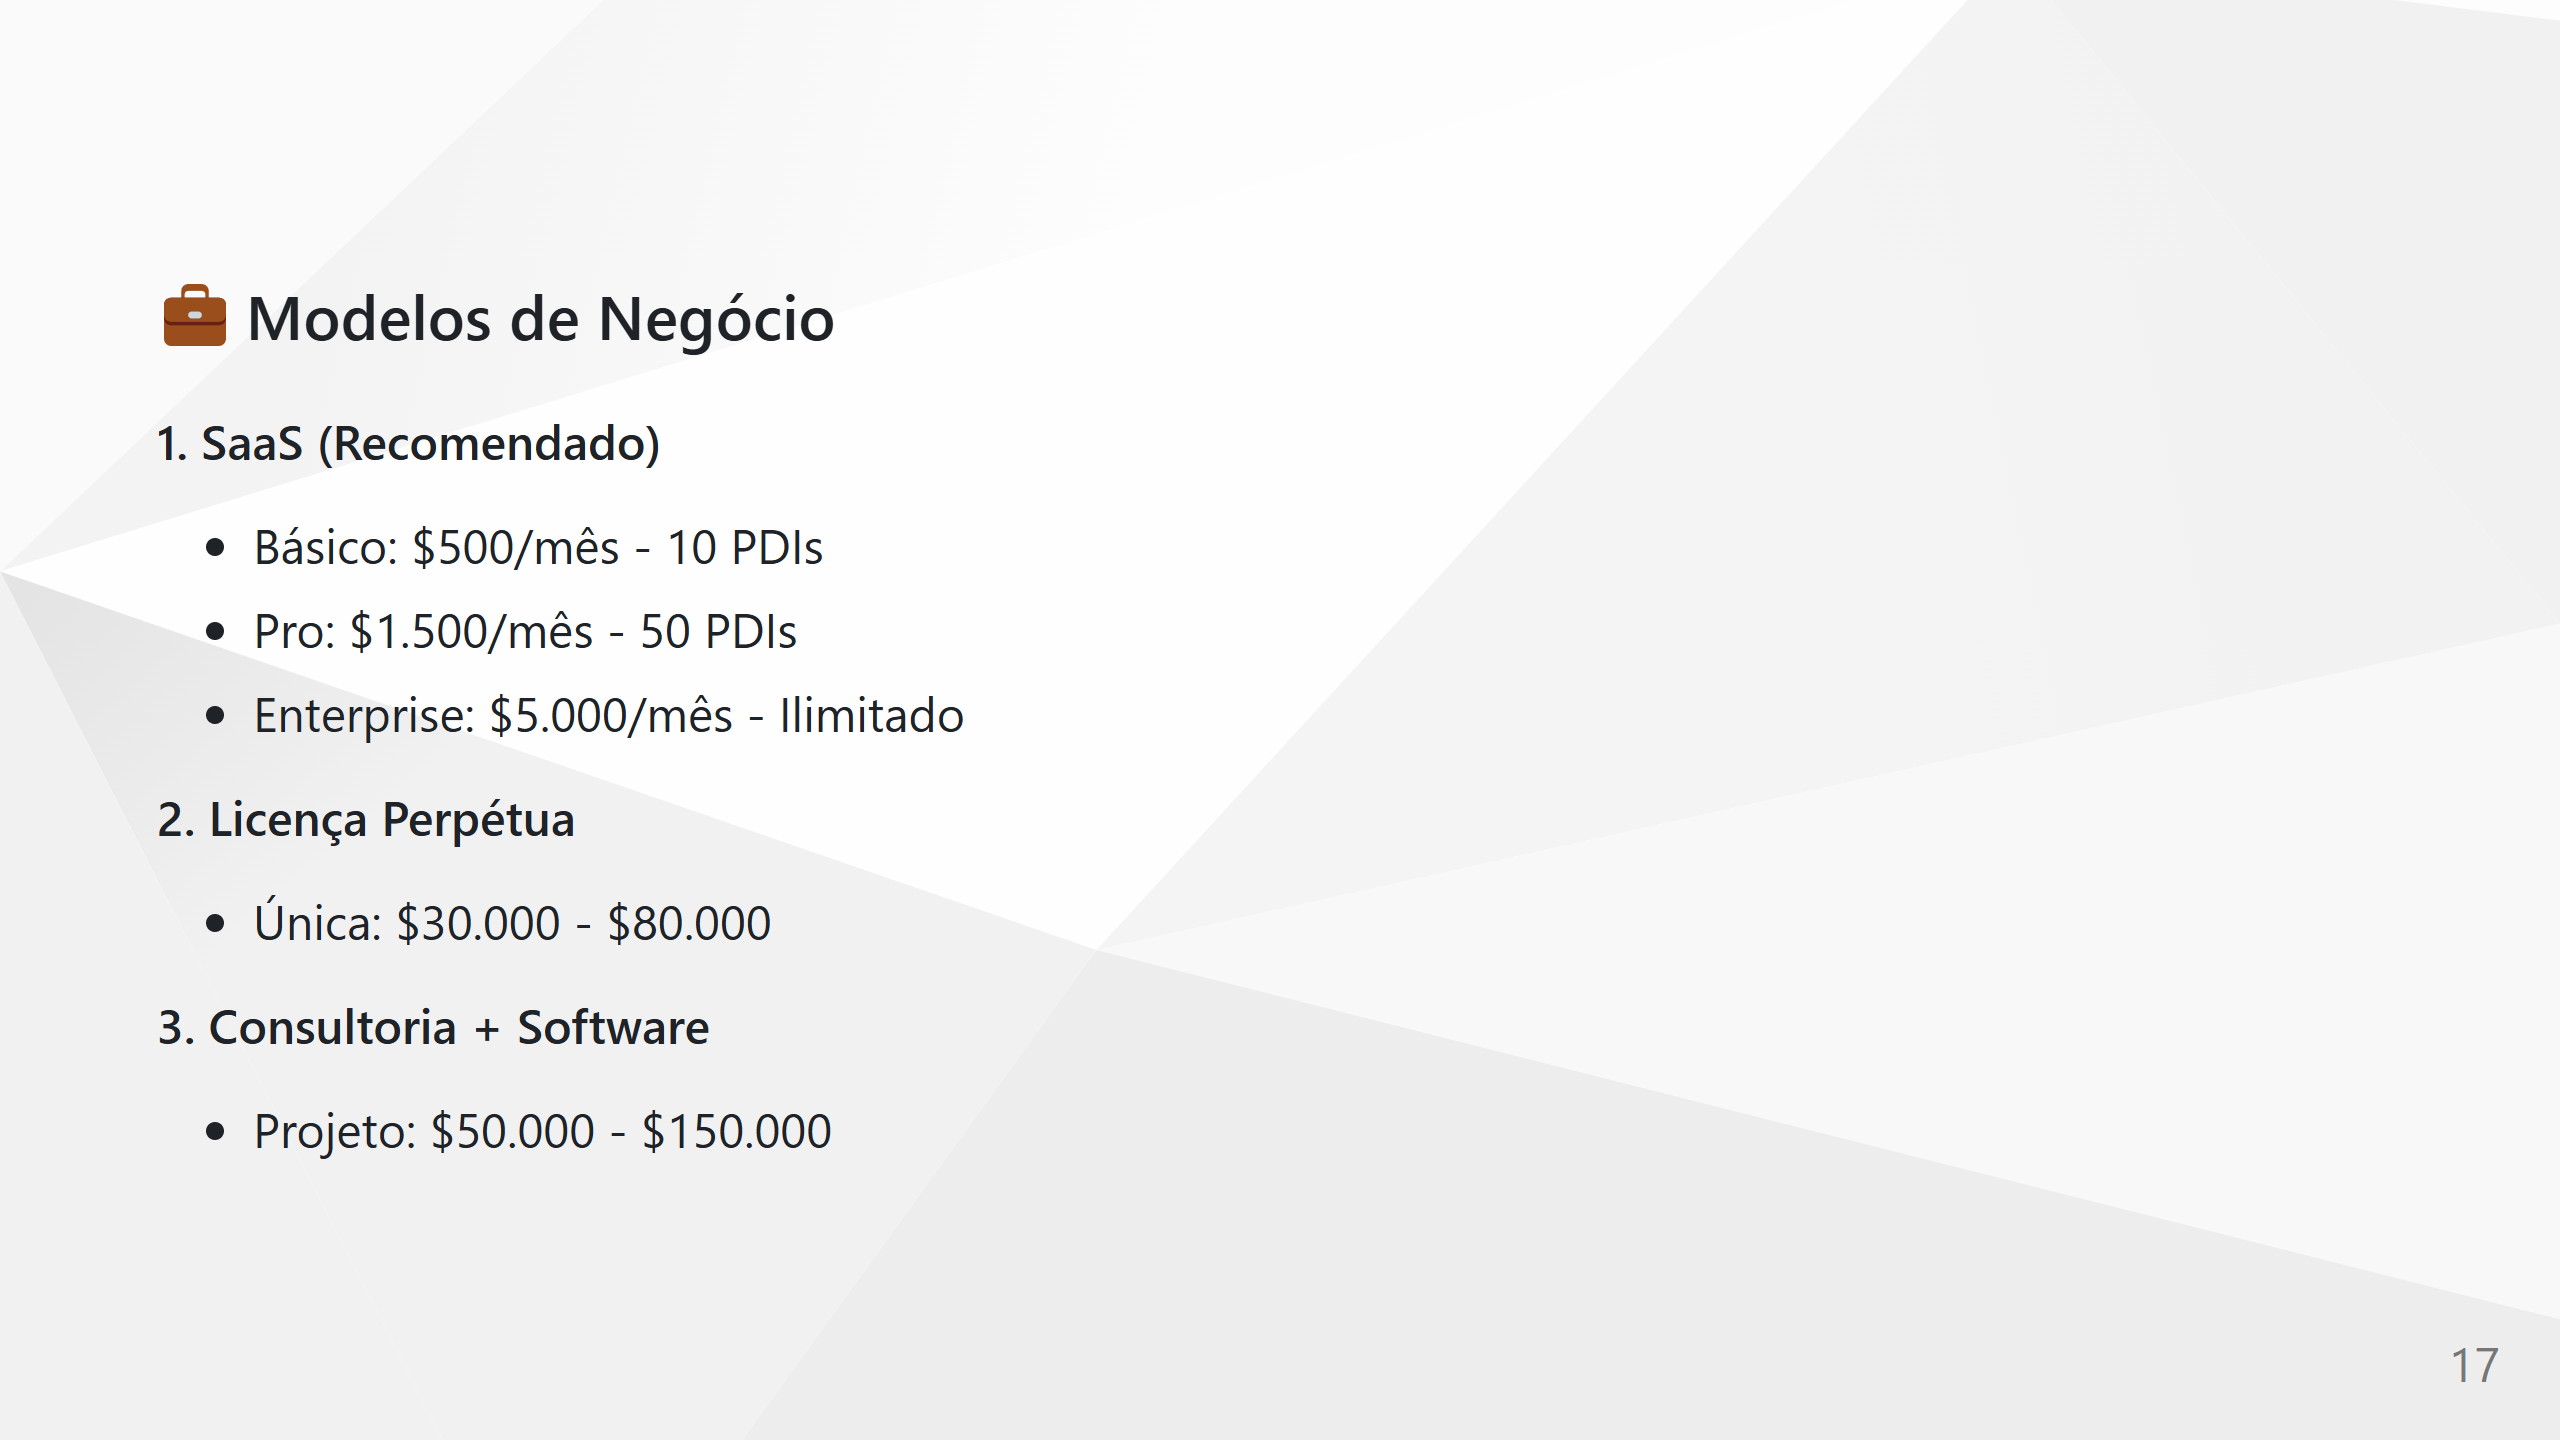 💼 Modelos de Negócio
1. SaaS (Recomendado)
• Básico: $500/mês - 10 PDIs
• Pro: $1.500/mês - 50 PDIs
• Enterprise: $5.000/mês - Ilimitado
2. Licença Perpétua
• Única: $30.000 - $80.000
3. Consultoria + Software
• Projeto: $50.000 - $150.000
17